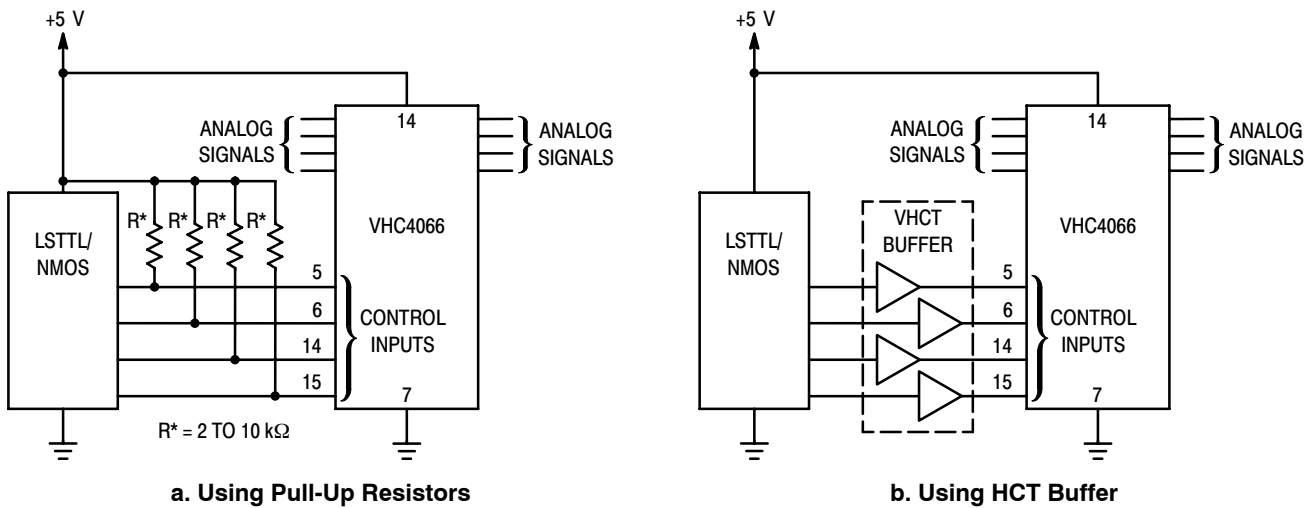 +5 V
14
ANALOG
SIGNALS
ANALOG
SIGNALS
R* R* R* R*
LSTTL/
NMOS
VHC4066
5
6
14
15
CONTROL
INPUTS
7
R* = 2 TO 10 kΩ
a. Using Pull-Up Resistors
+5 V
14
ANALOG
SIGNALS
ANALOG
SIGNALS
LSTTL/
NMOS
VHCT
BUFFER
VHC4066
5
6
14
15
CONTROL
INPUTS
7
b. Using HCT Buffer